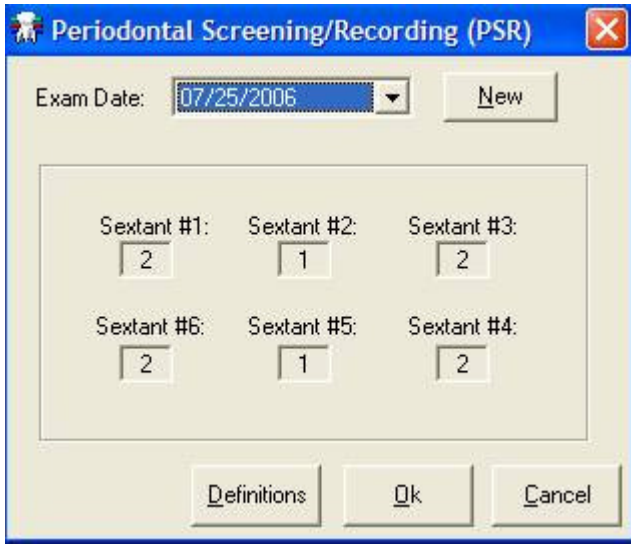 Periodontal Screening/Recording (PSR)
Exam Date: 07/25/2006 New
Sextant #1: Sextant #2: Sextant #3:
2 1 2
Sextant #6: Sextant #5: Sextant #4:
2 1 2
Definitions Ok Cancel